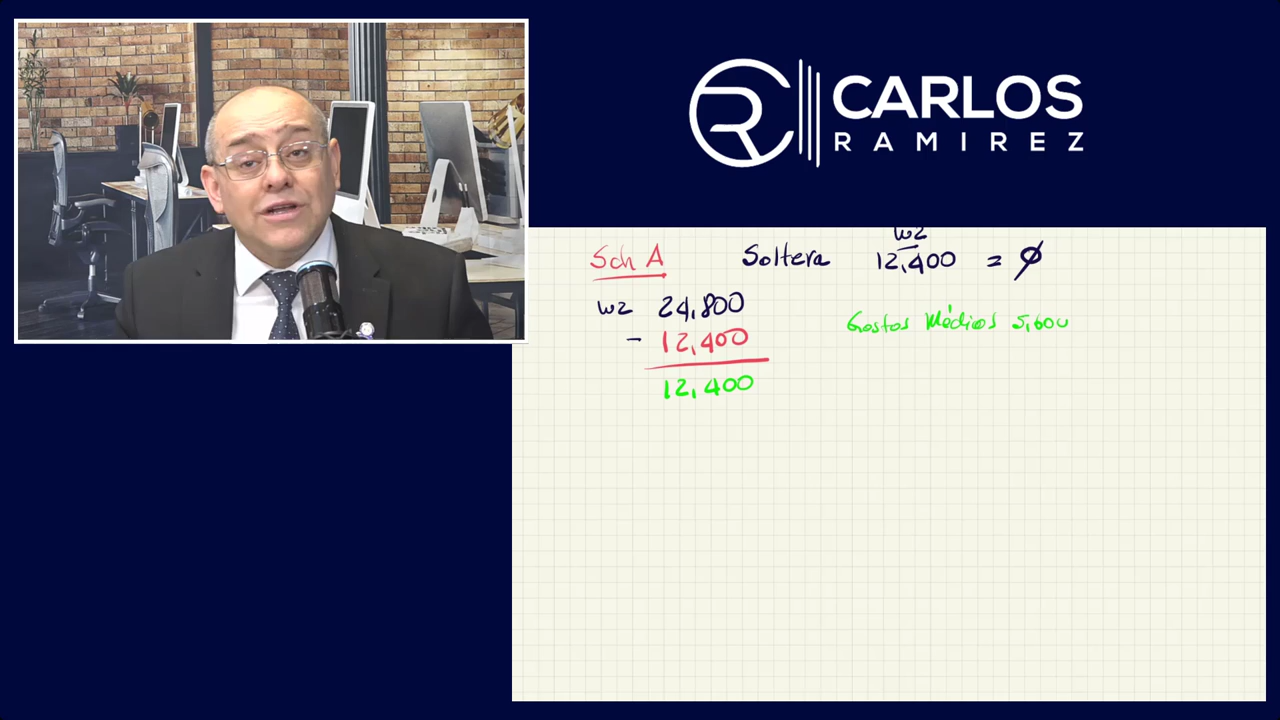 CARLOS
RAMIREZ
W2
Sch A Soltera 12,400 = ∅
W2 24,800
Gastos Médicos 5,600
- 12,400
12,400